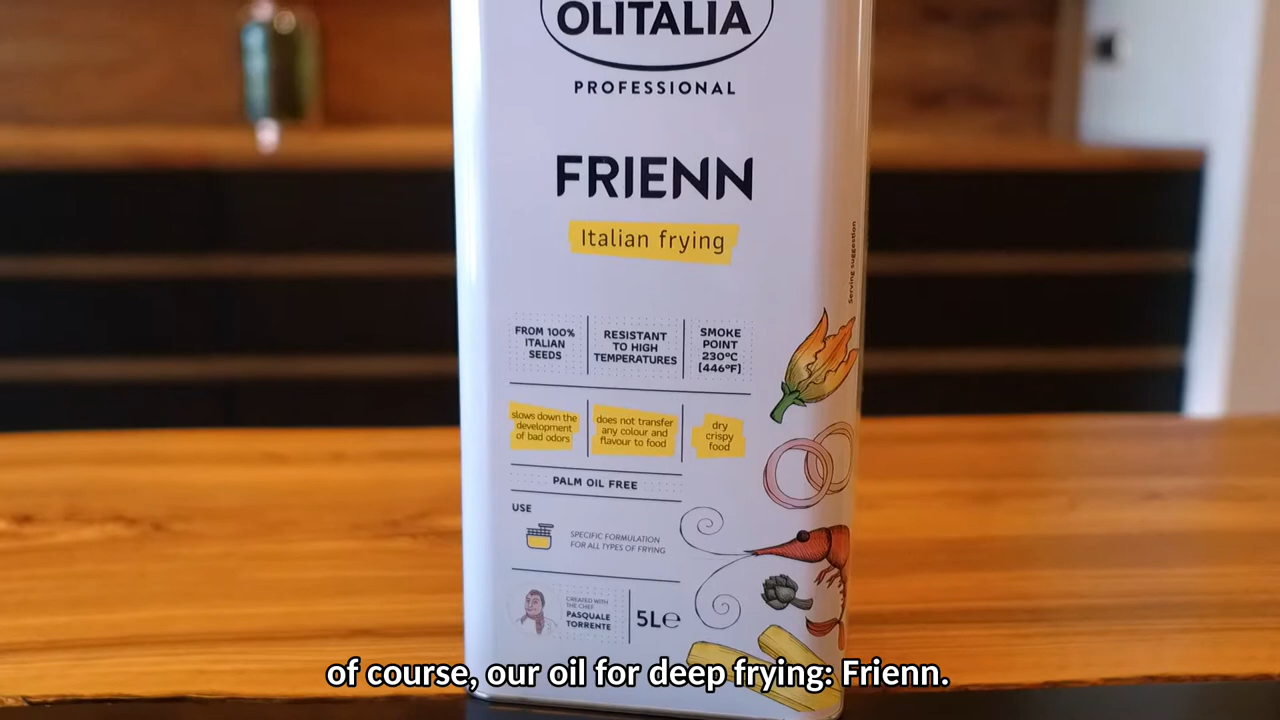 OLITALIA
PROFESSIONAL
FRIENN
Italian frying
Serving suggestion
FROM 100%
ITALIAN
SEEDS
RESISTANT
TO HIGH
TEMPERATURES
SMOKE
POINT
230°C
(446°F)
slows down the
development
of bad odors
does not transfer
any colour and
flavour to food
dry
crispy
food
PALM OIL FREE
USE
SPECIFIC FORMULATION
FOR ALL TYPES OF FRYING
CREATED WITH
THE CHEF
PASQUALE
TORRENTE
5L℮
of course, our oil for deep frying: Frienn.